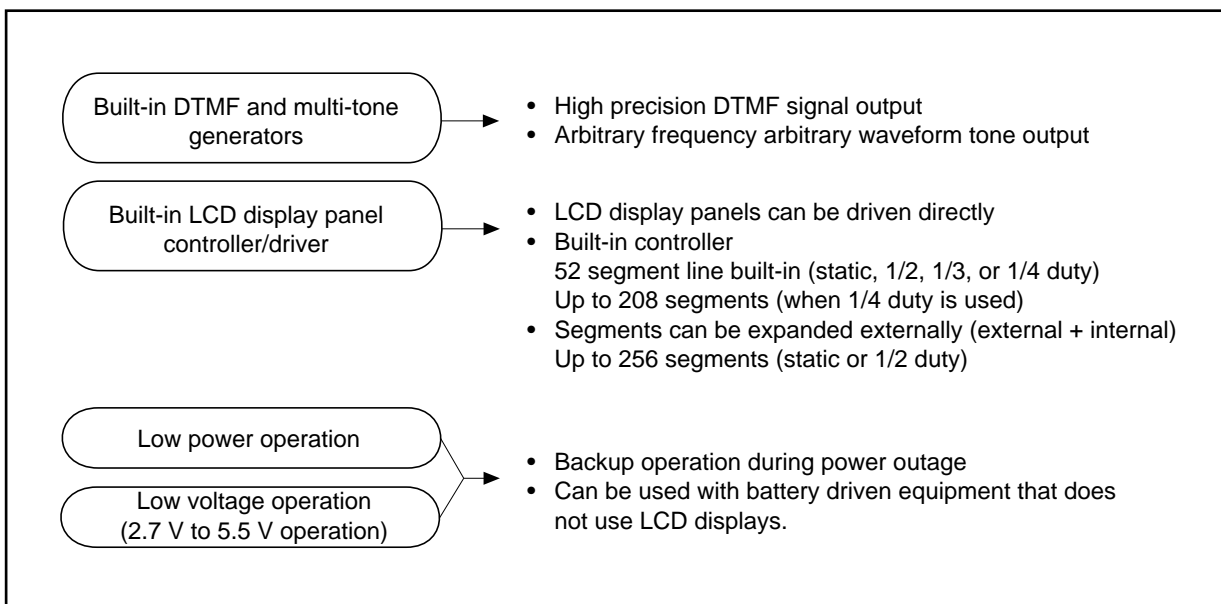 Built-in DTMF and multi-tone
generators
• High precision DTMF signal output
• Arbitrary frequency arbitrary waveform tone output
Built-in LCD display panel
controller/driver
• LCD display panels can be driven directly
• Built-in controller
52 segment line built-in (static, 1/2, 1/3, or 1/4 duty)
Up to 208 segments (when 1/4 duty is used)
• Segments can be expanded externally (external + internal)
Up to 256 segments (static or 1/2 duty)
Low power operation
Low voltage operation
(2.7 V to 5.5 V operation)
• Backup operation during power outage
• Can be used with battery driven equipment that does
not use LCD displays.